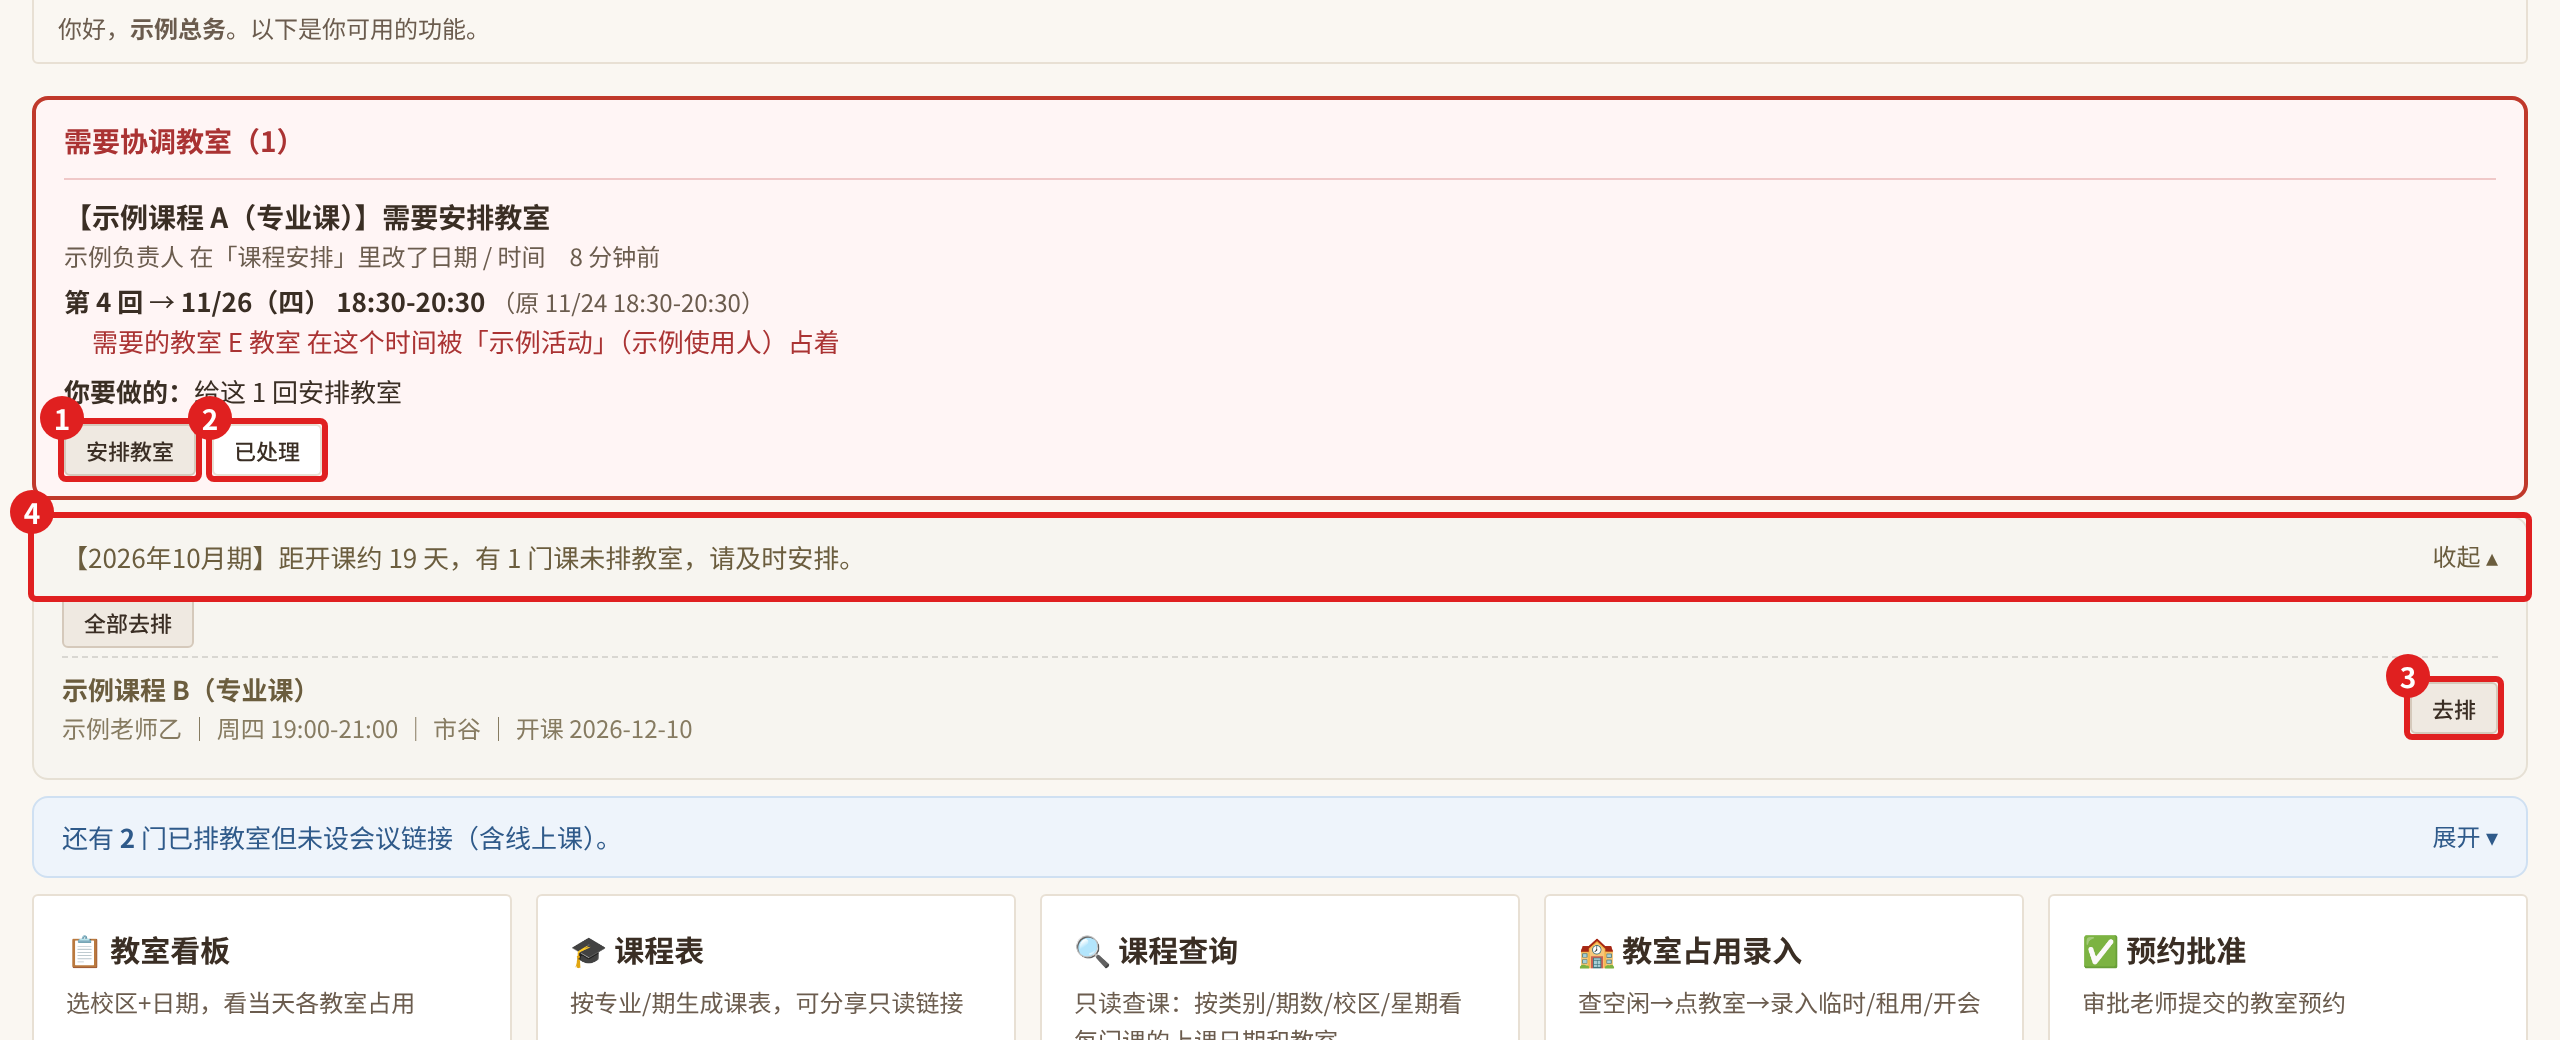 你好，示例总务。以下是你可用的功能。
需要协调教室（1）
【示例课程 A（专业课）】需要安排教室
示例负责人 在「课程安排」里改了日期 / 时间 8 分钟前
第 4 回 → 11/26（四） 18:30-20:30 （原 11/24 18:30-20:30）
需要的教室 E 教室 在这个时间被「示例活动」（示例使用人）占着
你要做的：给这 1 回安排教室
1 安排教室 2 已处理
4
【2026年10月期】距开课约 19 天，有 1 门课未排教室，请及时安排。 收起 ▴
全部去排
示例课程 B（专业课）
示例老师乙 ｜ 周四 19:00-21:00 ｜ 市谷 ｜ 开课 2026-12-10
3 去排
还有 2 门已排教室但未设会议链接（含线上课）。 展开 ▾
📋 教室看板
选校区+日期，看当天各教室占用
🎓 课程表
按专业/期生成课表，可分享只读链接
🔍 课程查询
只读查课：按类别/期数/校区/星期看
每门课的上课日期和教室
🏫 教室占用录入
查空闲→点教室→录入临时/租用/开会
✅ 预约批准
审批老师提交的教室预约